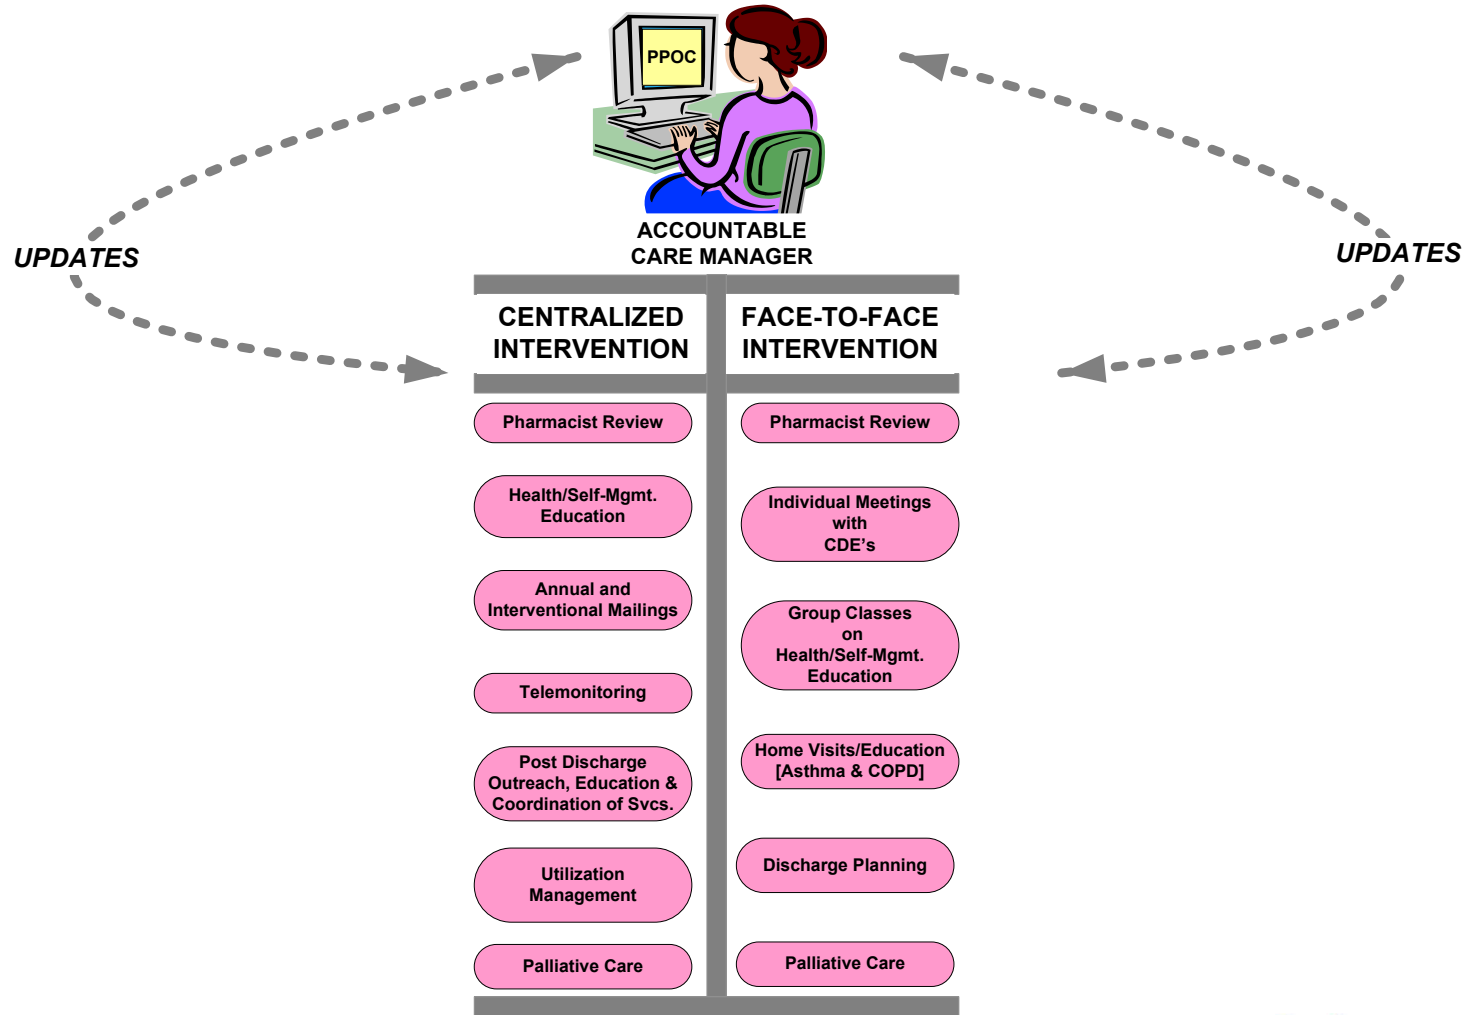 PPOC
ACCOUNTABLE
CARE MANAGER
UPDATES
UPDATES
CENTRALIZED
INTERVENTION
FACE-TO-FACE
INTERVENTION
Pharmacist Review
Health/Self-Mgmt.
Education
Annual and
Interventional Mailings
Telemonitoring
Post Discharge
Outreach, Education &
Coordination of Svcs.
Utilization
Management
Palliative Care
Pharmacist Review
Individual Meetings
with
CDE's
Group Classes
on
Health/Self-Mgmt.
Education
Home Visits/Education
[Asthma & COPD]
Discharge Planning
Palliative Care